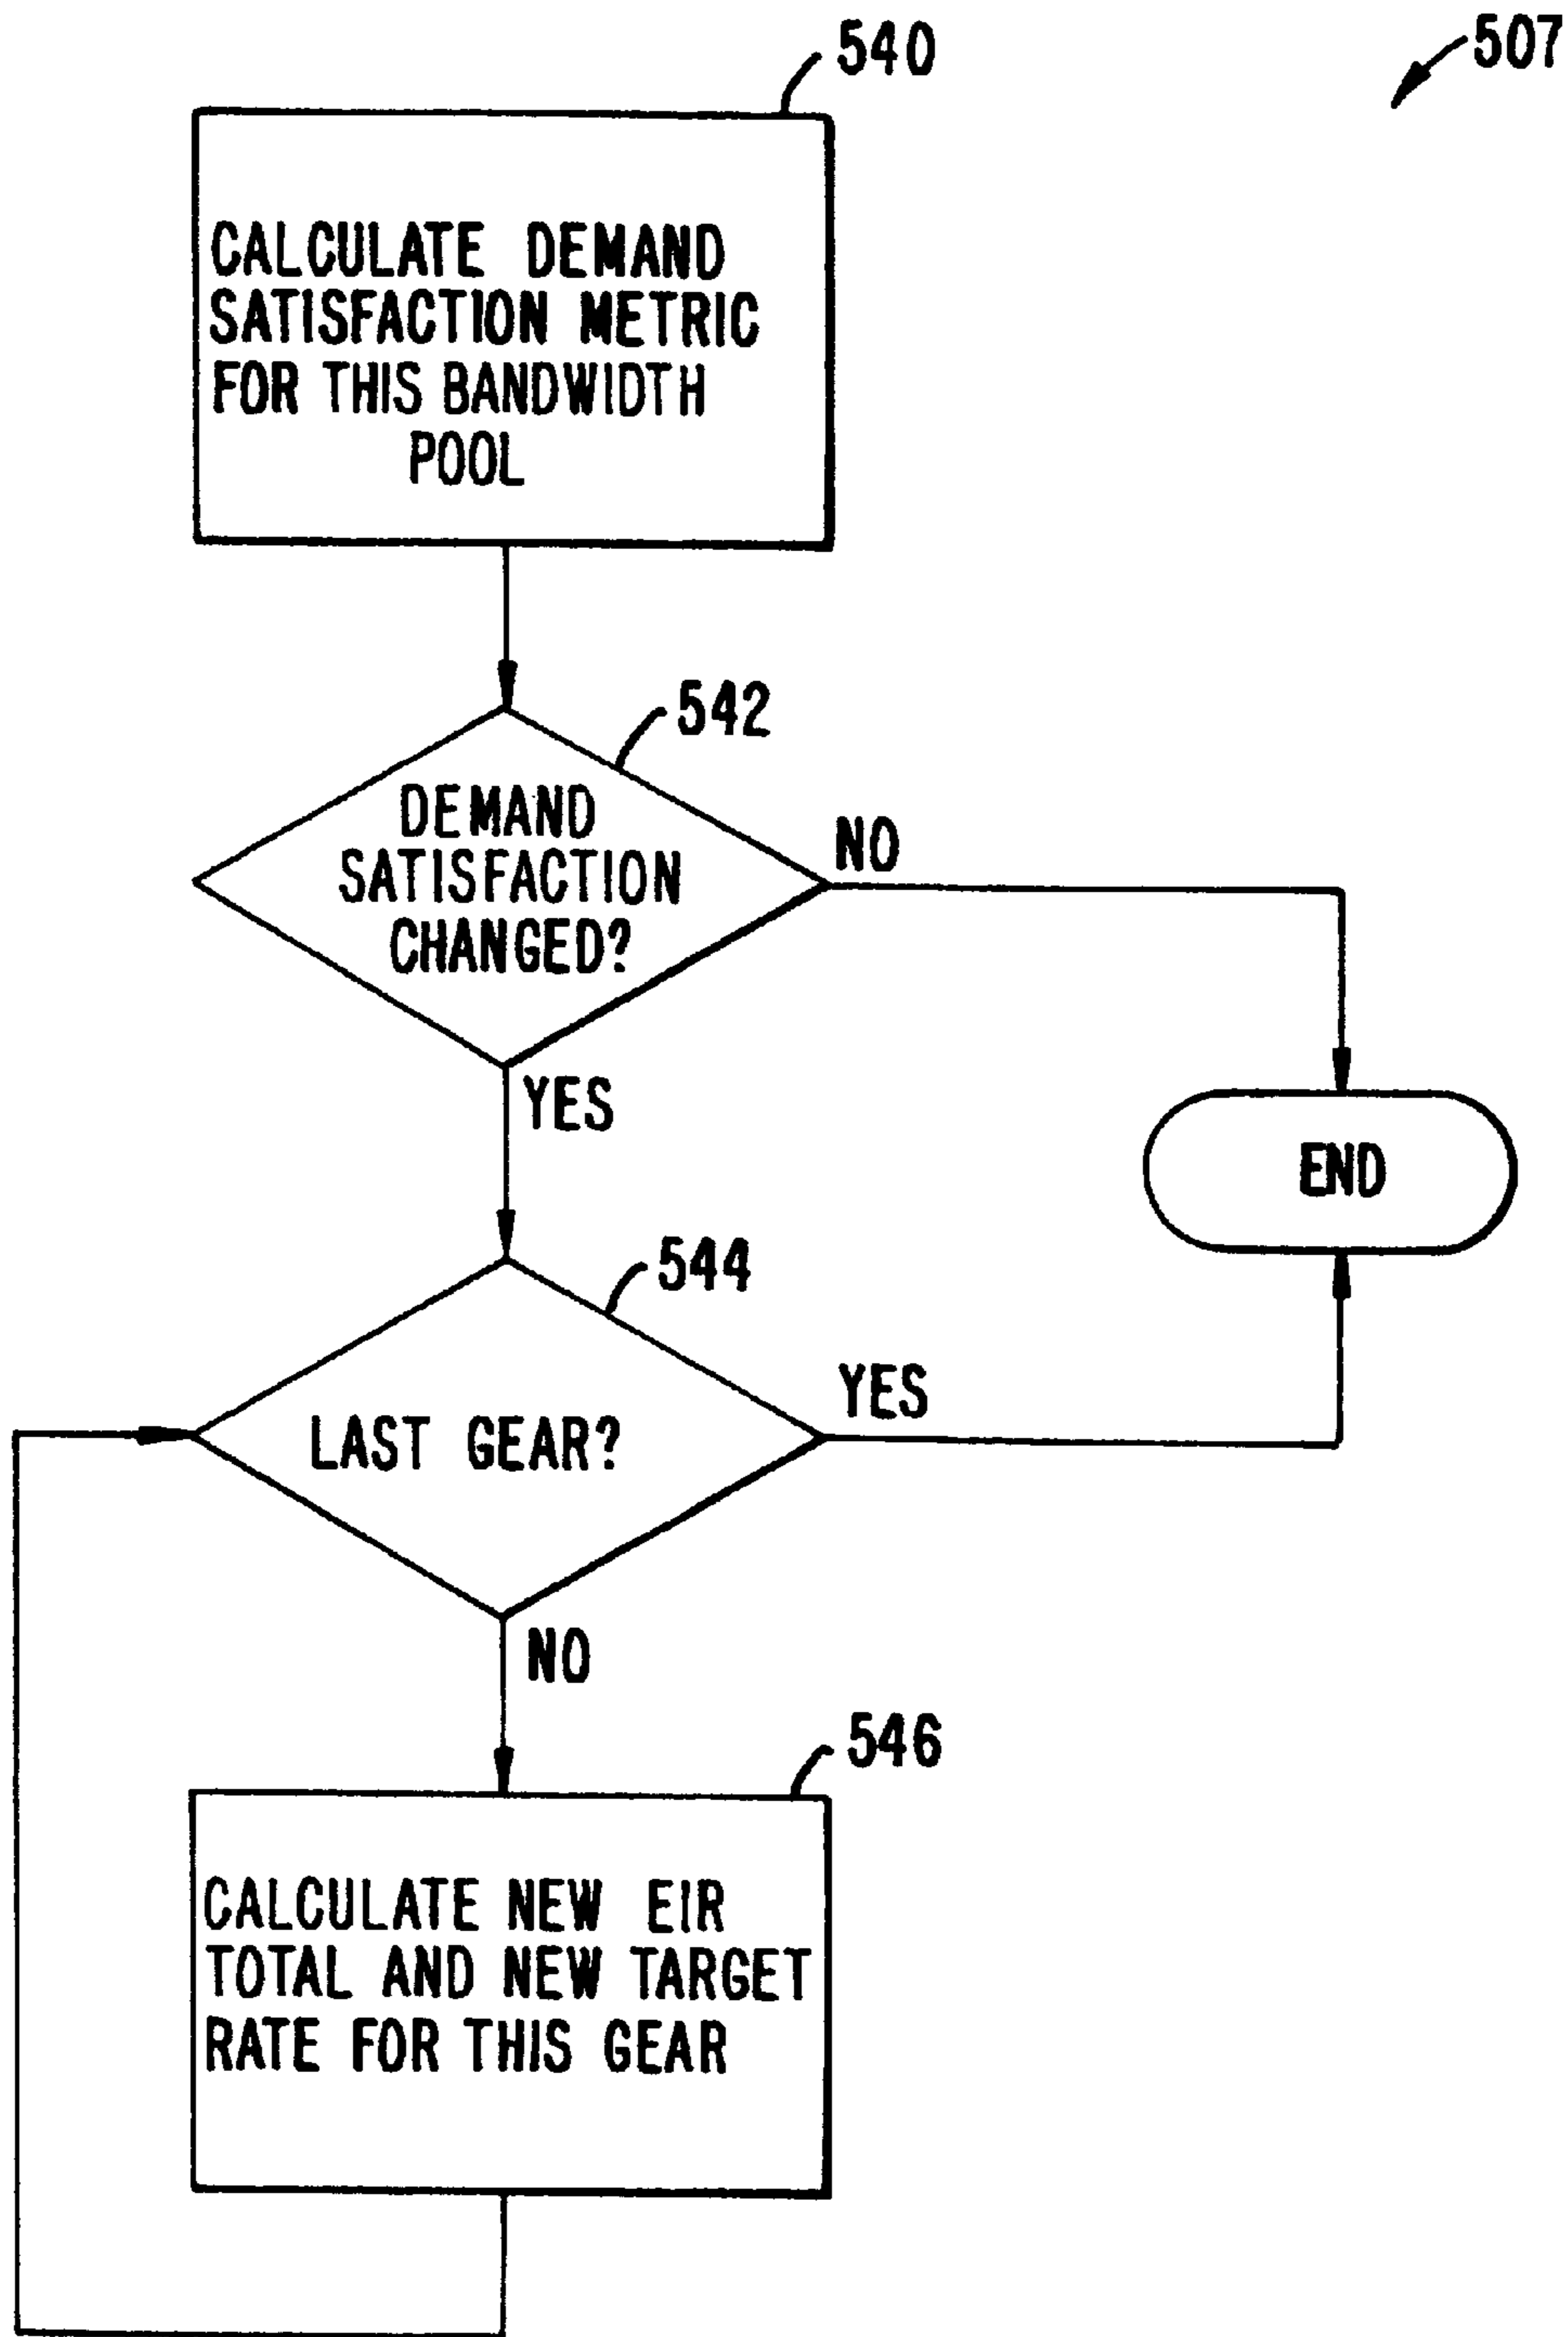 507
540
CALCULATE DEMAND
SATISFACTION METRIC
FOR THIS BANDWIDTH
POOL
542
DEMAND
SATISFACTION
CHANGED?
NO
YES
END
544
LAST GEAR?
YES
NO
546
CALCULATE NEW EIR
TOTAL AND NEW TARGET
RATE FOR THIS GEAR